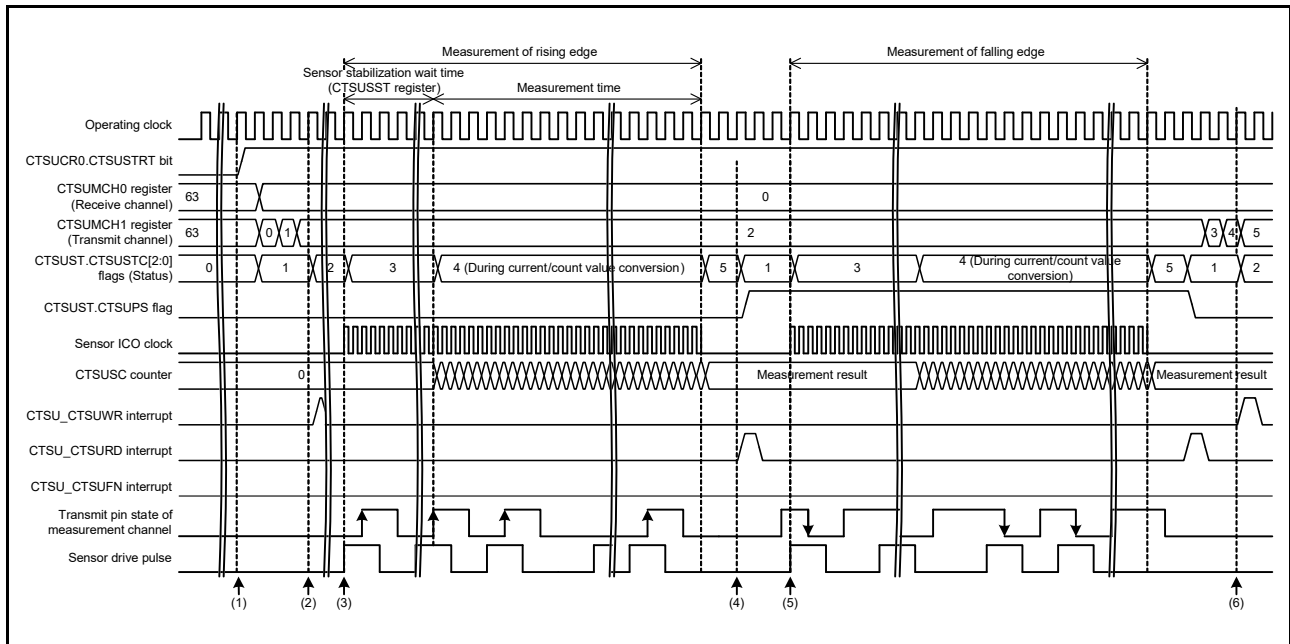 Measurement of rising edge
Measurement of falling edge
Sensor stabilization wait time
(CTSUSST register)
Measurement time
Operating clock
CTSUCR0.CTSUSTRT bit
CTSUMCH0 register
(Receive channel)
63
0
CTSUMCH1 register
(Transmit channel)
63
0
1
2
3
4
5
CTSUST.CTSUSTC[2:0]
flags (Status)
0
1
2
3
4 (During current/count value conversion)
5
1
3
4 (During current/count value
conversion)
5
1
2
CTSUST.CTSUPS flag
Sensor ICO clock
CTSUSC counter
0
Measurement result
Measurement result
CTSU_CTSUWR interrupt
CTSU_CTSURD interrupt
CTSU_CTSUFN interrupt
Transmit pin state of
measurement channel
Sensor drive pulse
(1)
(2)
(3)
(4)
(5)
(6)